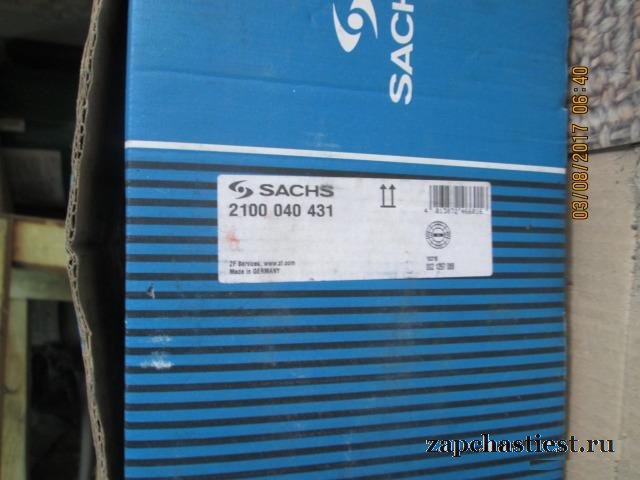 SACHS
SACHS
2100 040 431
ZF Services, www.zf.com
Made in GERMANY
03/08/2017 06:40
zapchastiest.ru